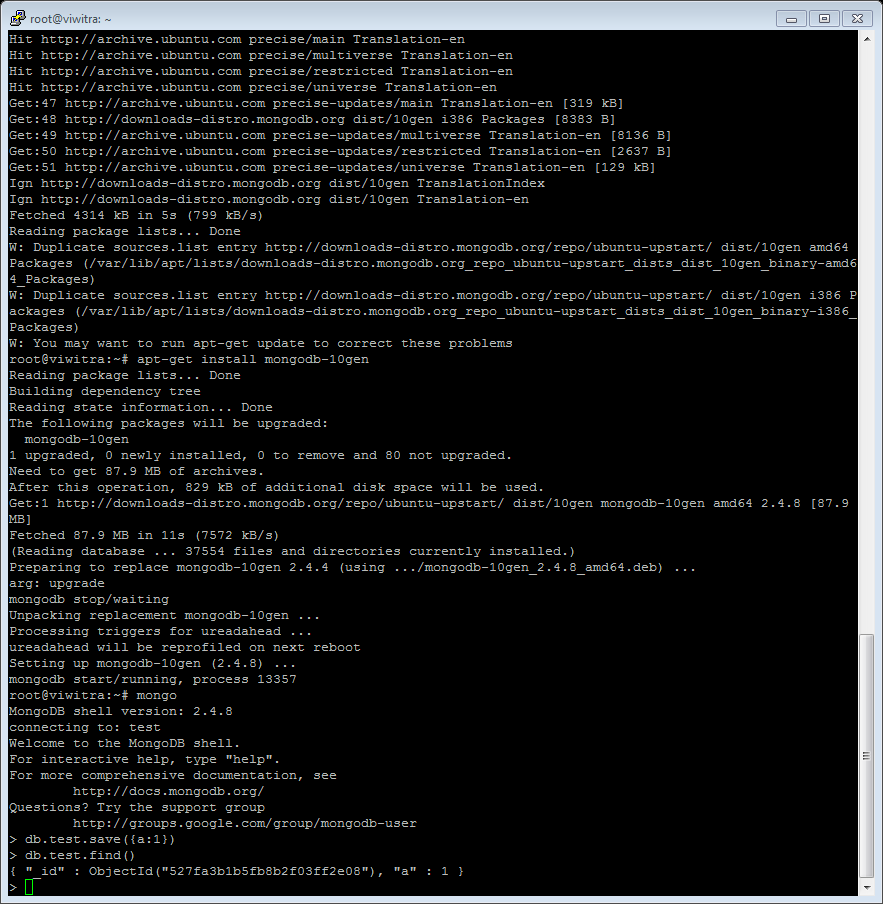 root@viwitra: ~
Hit http://archive.ubuntu.com precise/main Translation-en
Hit http://archive.ubuntu.com precise/multiverse Translation-en
Hit http://archive.ubuntu.com precise/restricted Translation-en
Hit http://archive.ubuntu.com precise/universe Translation-en
Get:47 http://archive.ubuntu.com precise-updates/main Translation-en [319 kB]
Get:48 http://downloads-distro.mongodb.org dist/10gen i386 Packages [8383 B]
Get:49 http://archive.ubuntu.com precise-updates/multiverse Translation-en [8136 B]
Get:50 http://archive.ubuntu.com precise-updates/restricted Translation-en [2637 B]
Get:51 http://archive.ubuntu.com precise-updates/universe Translation-en [129 kB]
Ign http://downloads-distro.mongodb.org dist/10gen TranslationIndex
Ign http://downloads-distro.mongodb.org dist/10gen Translation-en
Fetched 4314 kB in 5s (799 kB/s)
Reading package lists... Done
W: Duplicate sources.list entry http://downloads-distro.mongodb.org/repo/ubuntu-upstart/ dist/10gen amd64
Packages (/var/lib/apt/lists/downloads-distro.mongodb.org_repo_ubuntu-upstart_dists_dist_10gen_binary-amd6
4_Packages)
W: Duplicate sources.list entry http://downloads-distro.mongodb.org/repo/ubuntu-upstart/ dist/10gen i386 P
ackages (/var/lib/apt/lists/downloads-distro.mongodb.org_repo_ubuntu-upstart_dists_dist_10gen_binary-i386_
Packages)
W: You may want to run apt-get update to correct these problems
root@viwitra:~# apt-get install mongodb-10gen
Reading package lists... Done
Building dependency tree
Reading state information... Done
The following packages will be upgraded:
  mongodb-10gen
1 upgraded, 0 newly installed, 0 to remove and 80 not upgraded.
Need to get 87.9 MB of archives.
After this operation, 829 kB of additional disk space will be used.
Get:1 http://downloads-distro.mongodb.org/repo/ubuntu-upstart/ dist/10gen mongodb-10gen amd64 2.4.8 [87.9
MB]
Fetched 87.9 MB in 11s (7572 kB/s)
(Reading database ... 37554 files and directories currently installed.)
Preparing to replace mongodb-10gen 2.4.4 (using .../mongodb-10gen_2.4.8_amd64.deb) ...
arg: upgrade
mongodb stop/waiting
Unpacking replacement mongodb-10gen ...
Processing triggers for ureadahead ...
ureadahead will be reprofiled on next reboot
Setting up mongodb-10gen (2.4.8) ...
mongodb start/running, process 13357
root@viwitra:~# mongo
MongoDB shell version: 2.4.8
connecting to: test
Welcome to the MongoDB shell.
For interactive help, type "help".
For more comprehensive documentation, see
        http://docs.mongodb.org/
Questions? Try the support group
        http://groups.google.com/group/mongodb-user
> db.test.save({a:1})
> db.test.find()
{ "_id" : ObjectId("527fa3b1b5fb8b2f03ff2e08"), "a" : 1 }
>